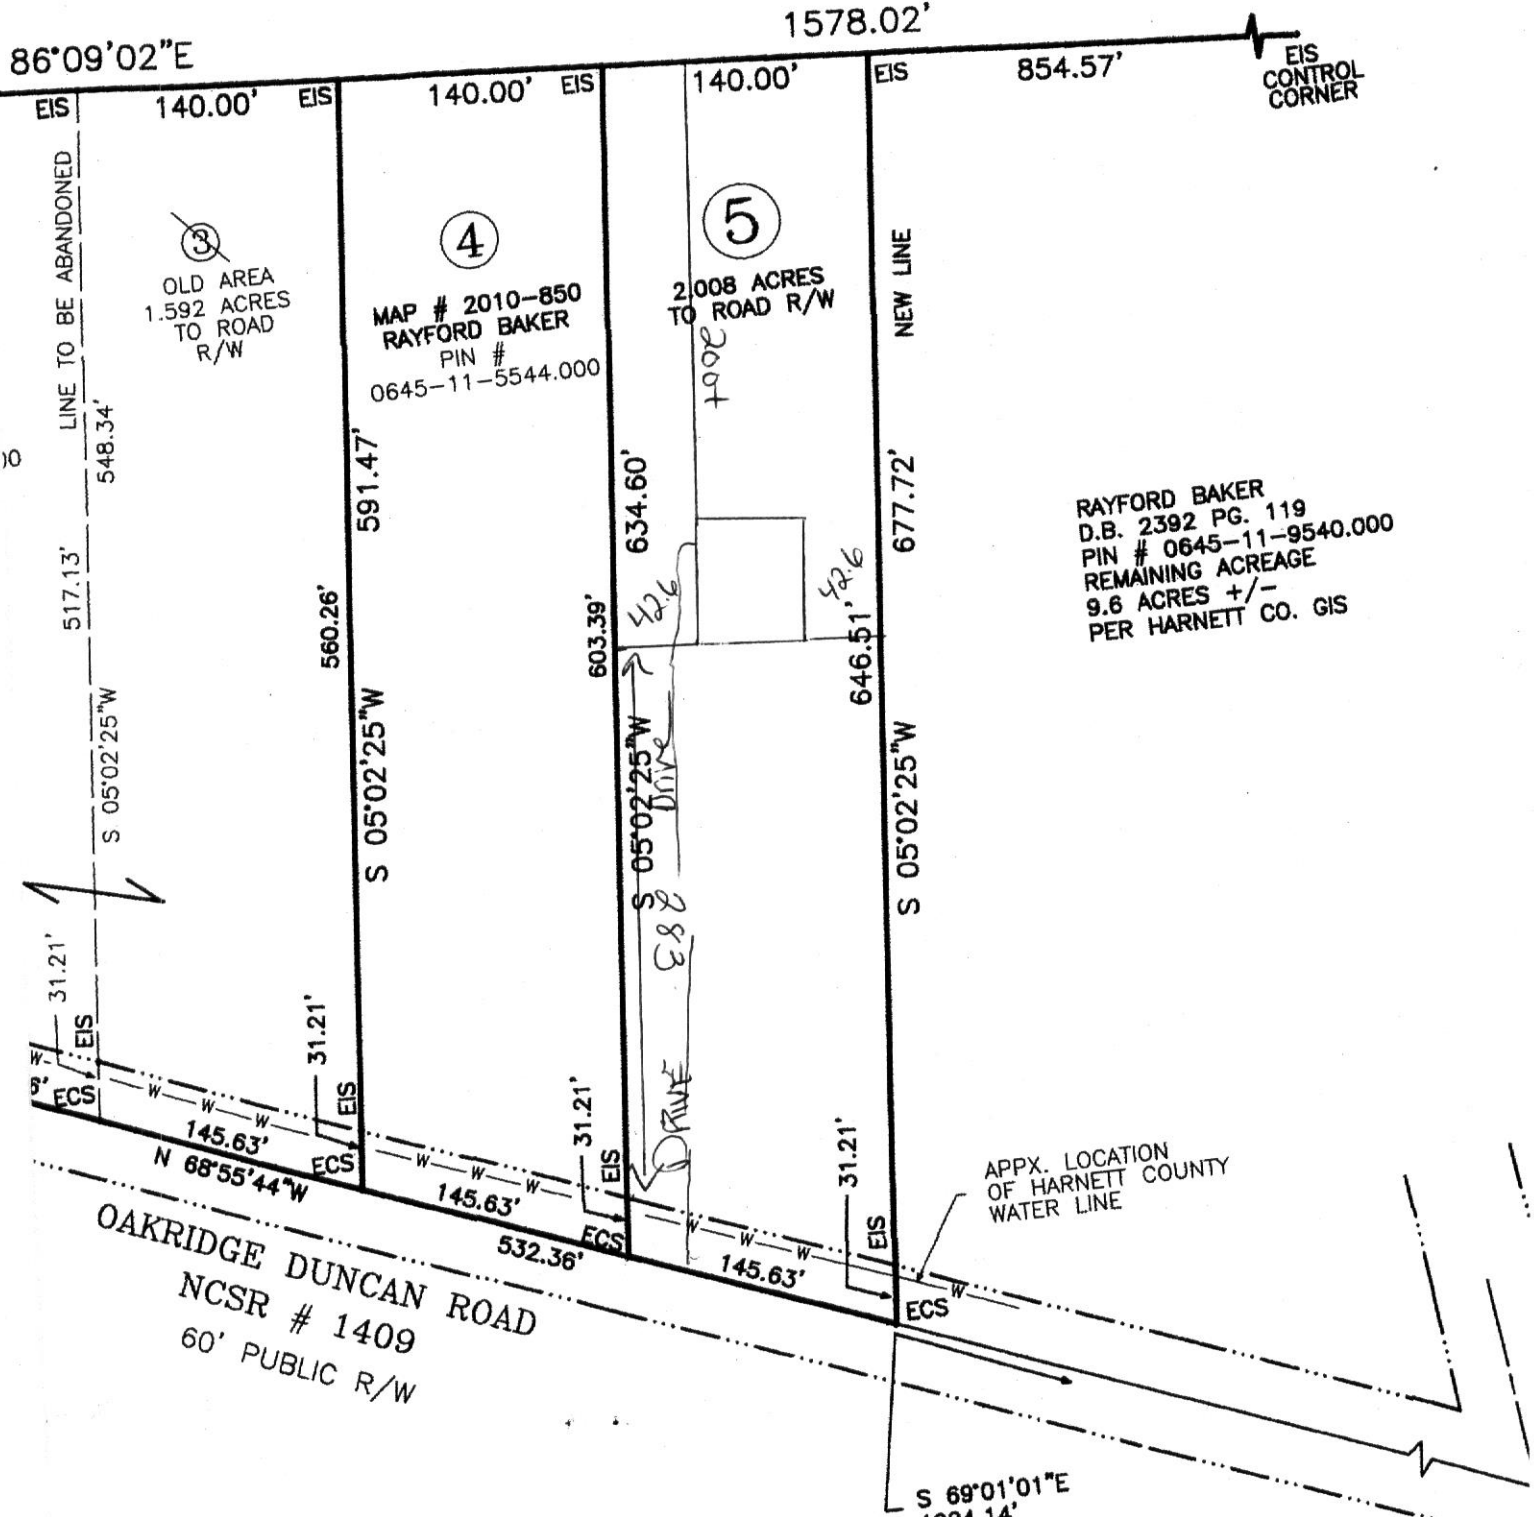 1578.02'
86°09'02"E
EIS
140.00'
EIS
140.00'
EIS
140.00'
EIS
854.57'
EIS
CONTROL
CORNER
LINE TO BE ABANDONED
3
OLD AREA
1.592 ACRES
TO ROAD
R/W
4
MAP # 2010-850
RAYFORD BAKER
PIN #
0645-11-5544.000
5
2.008 ACRES
TO ROAD R/W
NEW LINE
548.34'
517.13'
S 05°02'25"W
591.47'
560.26'
S 05°02'25"W
634.60'
603.39'
S 05°02'25"W
677.72'
646.51'
S 05°02'25"W
42.6
42.6
Drive
283
DRIVE
RAYFORD BAKER
D.B. 2392 PG. 119
PIN # 0645-11-9540.000
REMAINING ACREAGE
9.6 ACRES +/-
PER HARNETT CO. GIS
31.21'
EIS
31.21'
EIS
31.21'
EIS
31.21'
EIS
W
6'
ECS
W W W
145.63'
ECS
W W W
145.63'
ECS
W W W
145.63'
W
ECS
N 68°55'44"W
532.36'
APPX. LOCATION
OF HARNETT COUNTY
WATER LINE
OAKRIDGE DUNCAN ROAD
NCSR # 1409
60' PUBLIC R/W
S 69°01'01"E